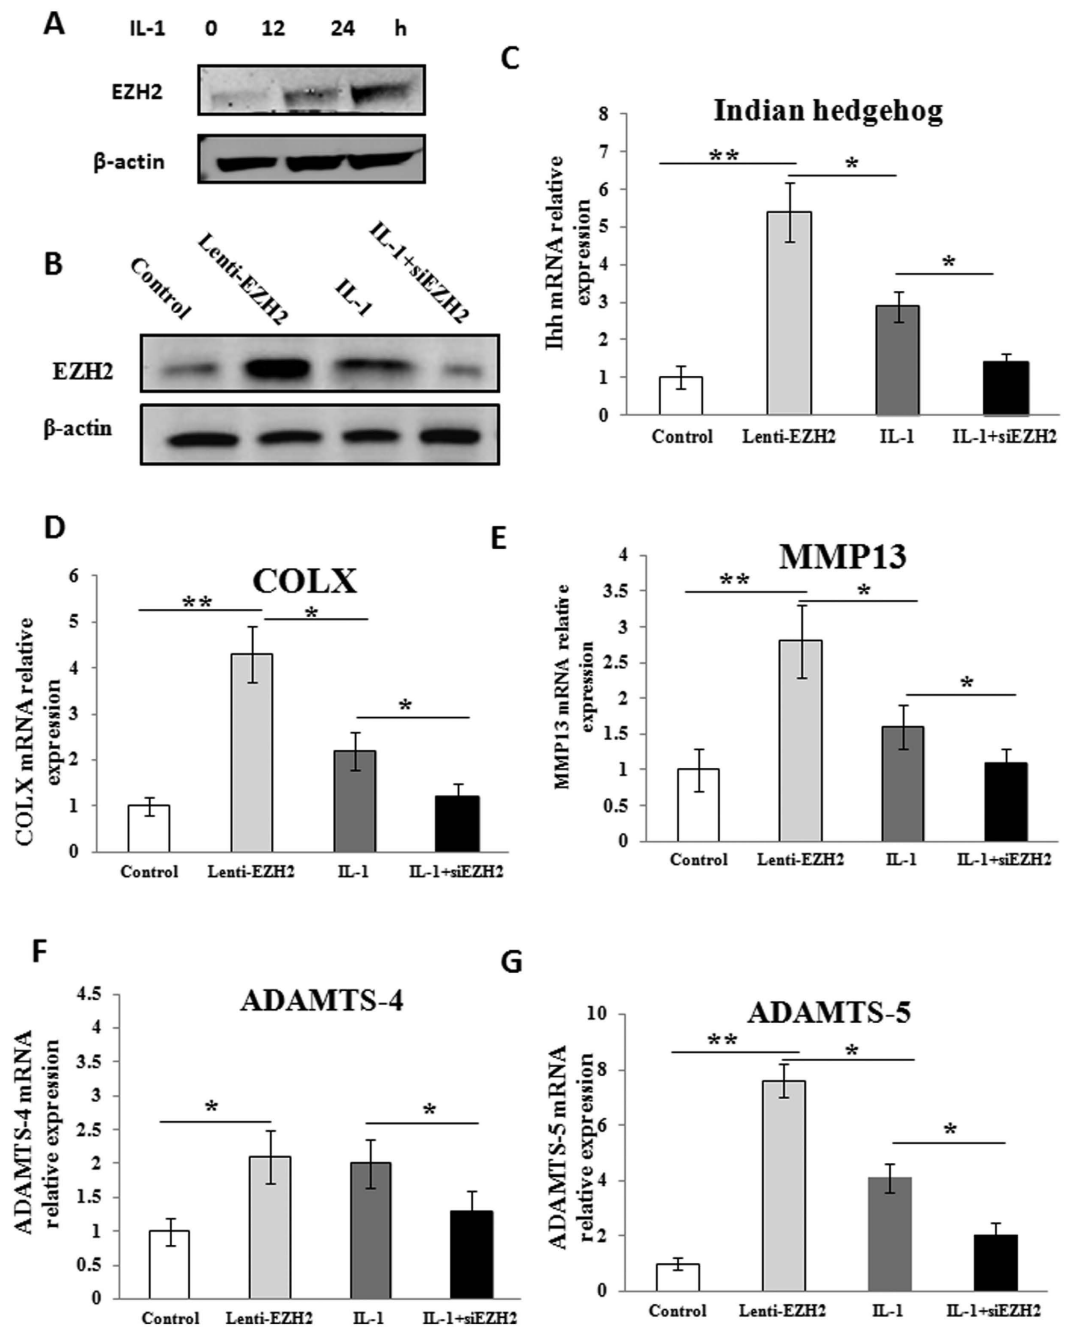 A
IL-1 0 12 24 h
EZH2
β-actin
B
Control
Lenti-EZH2
IL-1
IL-1+siEZH2
EZH2
β-actin
C
Indian hedgehog
Ihh mRNA relative
expression
8
7
6
5
4
3
2
1
0
**
*
*
Control Lenti-EZH2 IL-1 IL-1+siEZH2
D
COLX
COLX mRNA relative
expression
6
5
4
3
2
1
0
**
*
*
Control Lenti-EZH2 IL-1 IL-1+siEZH2
E
MMP13
MMP13 mRNA relative
expression
4
3.5
3
2.5
2
1.5
1
0.5
0
**
*
*
Control Lenti-EZH2 IL-1 IL-1+siEZH2
F
ADAMTS-4
ADAMTS-4 mRNA
relative expression
4.5
4
3.5
3
2.5
2
1.5
1
0.5
0
*
*
Control Lenti-EZH2 IL-1 IL-1+siEZH2
G
ADAMTS-5
ADAMTS-5 mRNA
relative expression
10
8
6
4
2
0
**
*
*
Control Lenti-EZH2 IL-1 IL-1+siEZH2